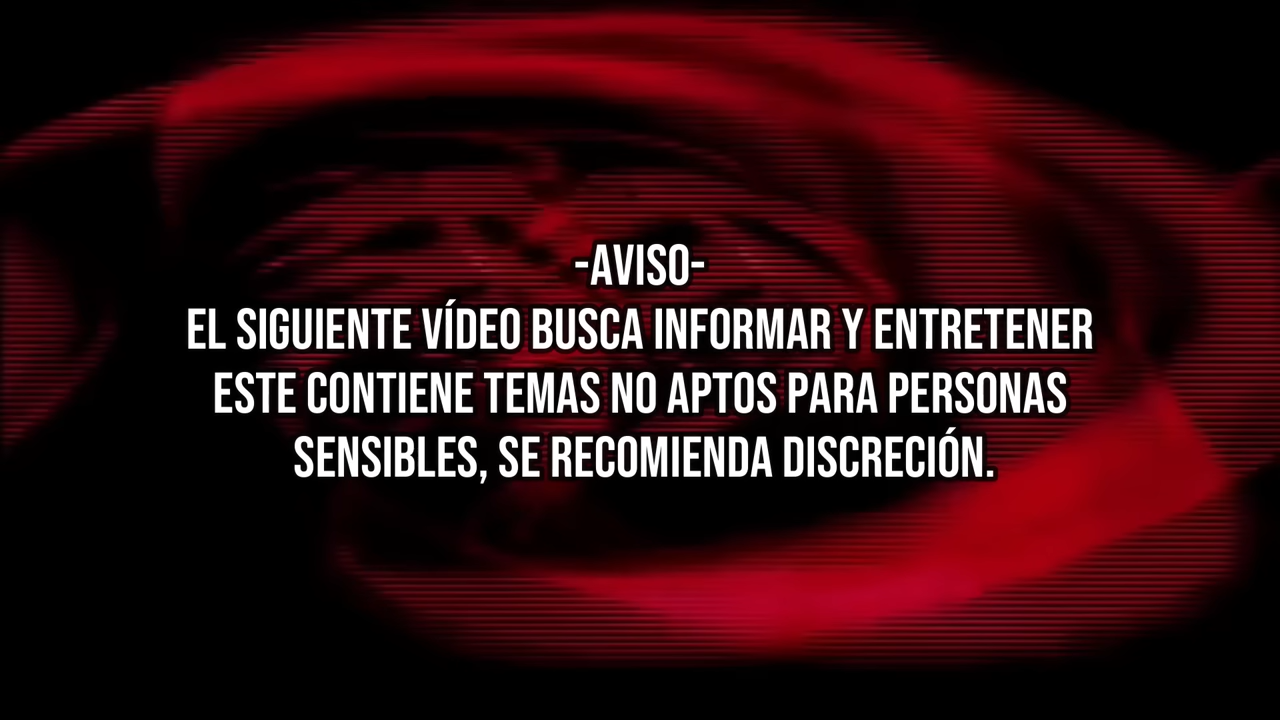 -AVISO-
EL SIGUIENTE VÍDEO BUSCA INFORMAR Y ENTRETENER
ESTE CONTIENE TEMAS NO APTOS PARA PERSONAS
SENSIBLES, SE RECOMIENDA DISCRECIÓN.